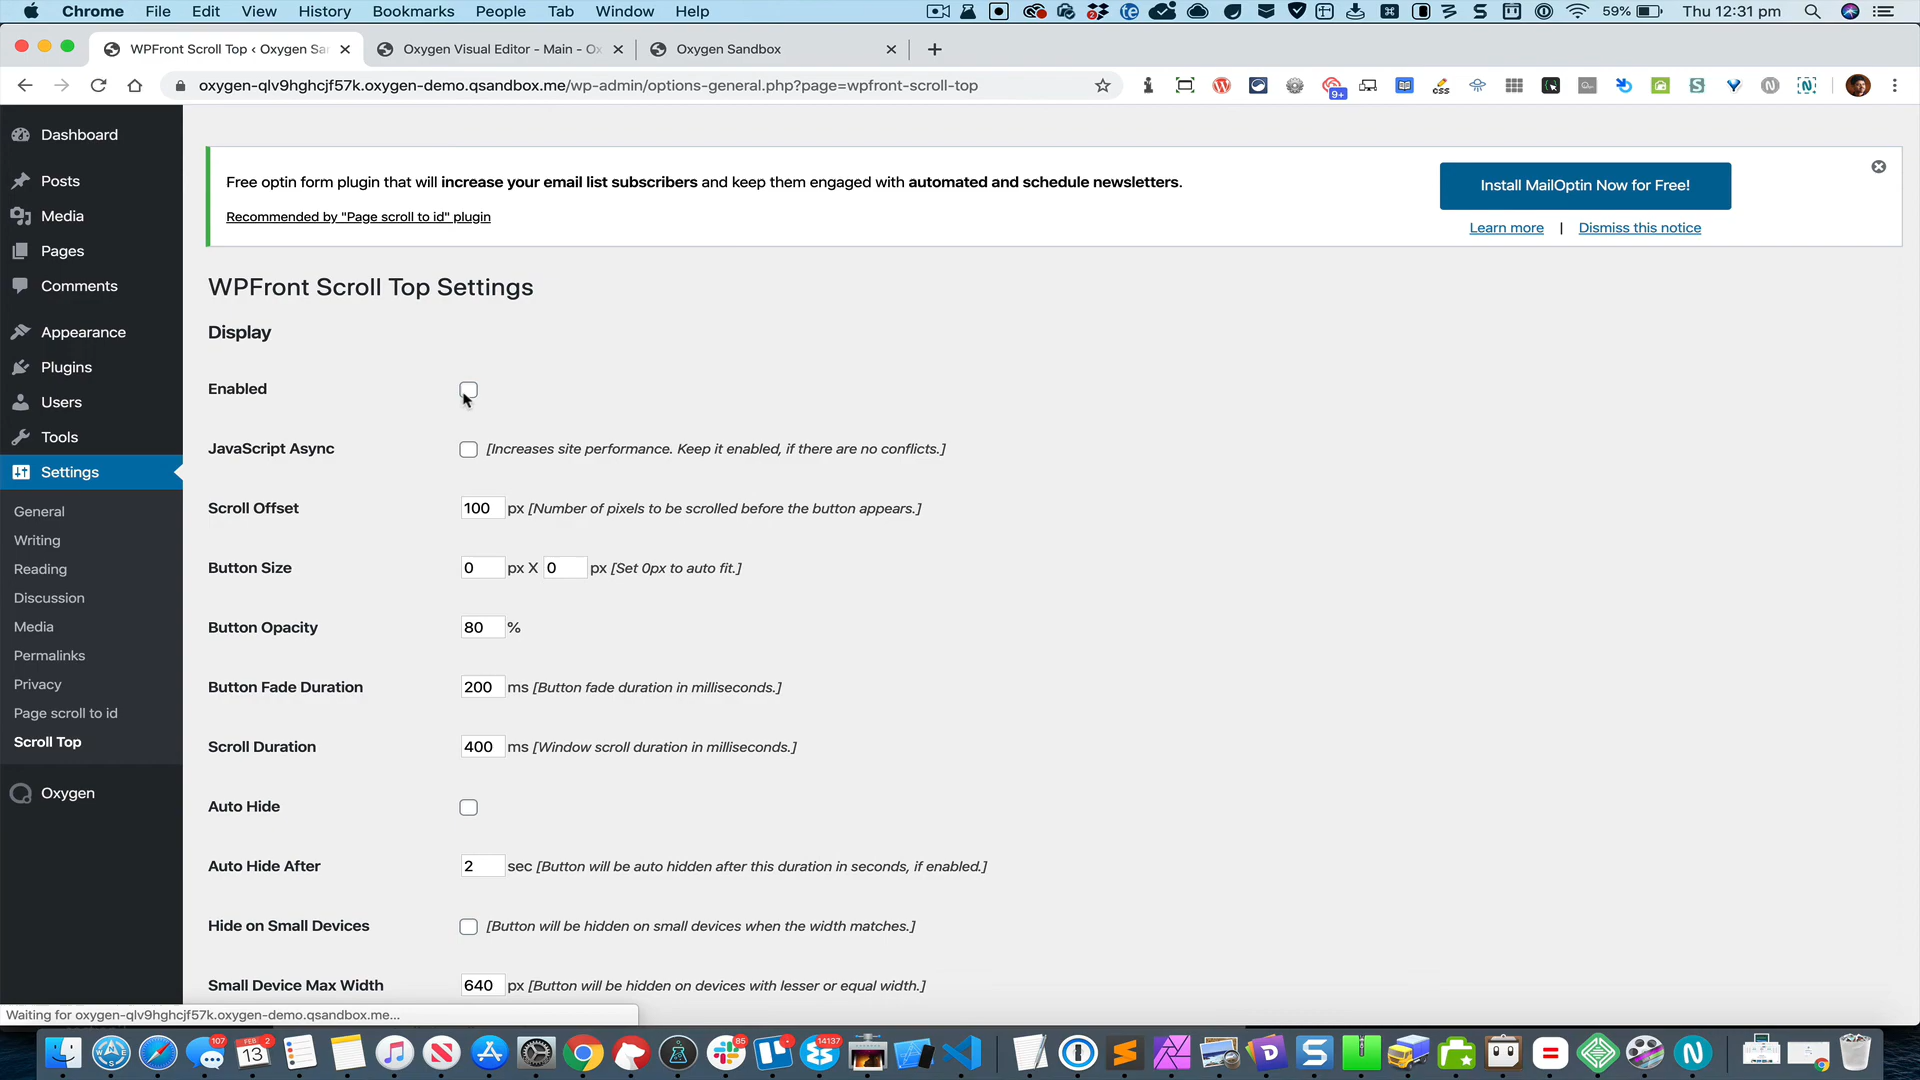 Chrome File Edit View History Bookmarks People Tab Window Help 59% Thu 12:31 pm
WPFront Scroll Top ‹ Oxygen Sar
Oxygen Visual Editor - Main - Ox
Oxygen Sandbox
oxygen-qlv9hghcjf57k.oxygen-demo.qsandbox.me/wp-admin/options-general.php?page=wpfront-scroll-top
9+
Dashboard
Posts
Media
Pages
Comments
Appearance
Plugins
Users
Tools
Settings
General
Writing
Reading
Discussion
Media
Permalinks
Privacy
Page scroll to id
Scroll Top
Oxygen
Free optin form plugin that will increase your email list subscribers and keep them engaged with automated and schedule newsletters.
Recommended by "Page scroll to id" plugin
Install MailOptin Now for Free!
Learn more | Dismiss this notice
WPFront Scroll Top Settings
Display
Enabled
JavaScript Async [Increases site performance. Keep it enabled, if there are no conflicts.]
Scroll Offset 100 px [Number of pixels to be scrolled before the button appears.]
Button Size 0 px X 0 px [Set 0px to auto fit.]
Button Opacity 80 %
Button Fade Duration 200 ms [Button fade duration in milliseconds.]
Scroll Duration 400 ms [Window scroll duration in milliseconds.]
Auto Hide
Auto Hide After 2 sec [Button will be auto hidden after this duration in seconds, if enabled.]
Hide on Small Devices [Button will be hidden on small devices when the width matches.]
Small Device Max Width 640 px [Button will be hidden on devices with lesser or equal width.]
Waiting for oxygen-qlv9hghcjf57k.oxygen-demo.qsandbox.me...
107
FEB 2
13
85
14137